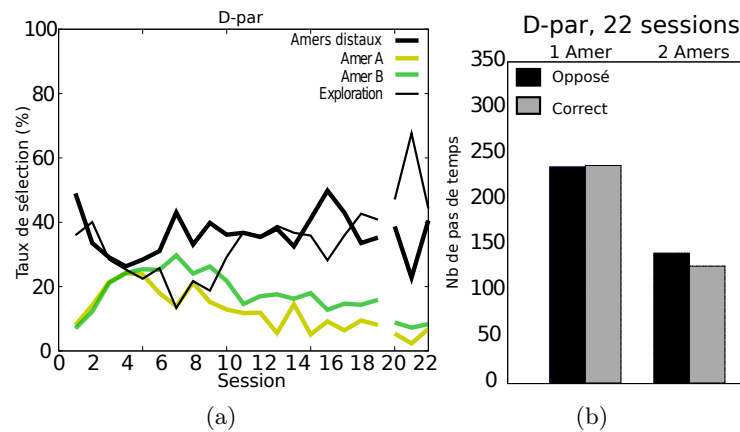 D-par
Taux de sélection (%)
100
80
60
40
20
0
Amers distaux
Amer A
Amer B
Exploration
0 2 4 6 8 10 12 14 16 18 20 22
Session
(a)
D-par, 22 sessions
1 Amer 2 Amers
Nb de pas de temps
350
300
250
200
150
100
50
0
Opposé
Correct
(b)